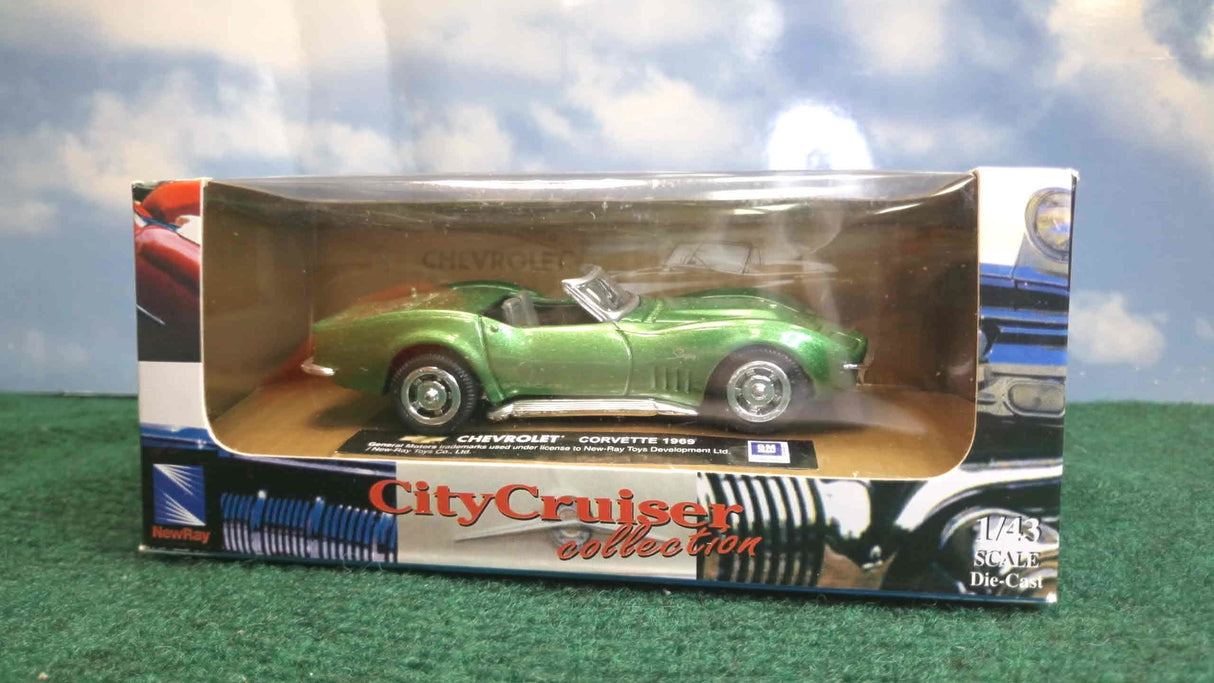 CHEVROLET
Stingray
CHEVROLET CORVETTE 1969
General Motors trademarks used under license to New-Ray Toys Development Ltd.
/ New-Ray Toys Co., Ltd.
NewRay
CityCruiser
collection
1/43
SCALE
Die-Cast